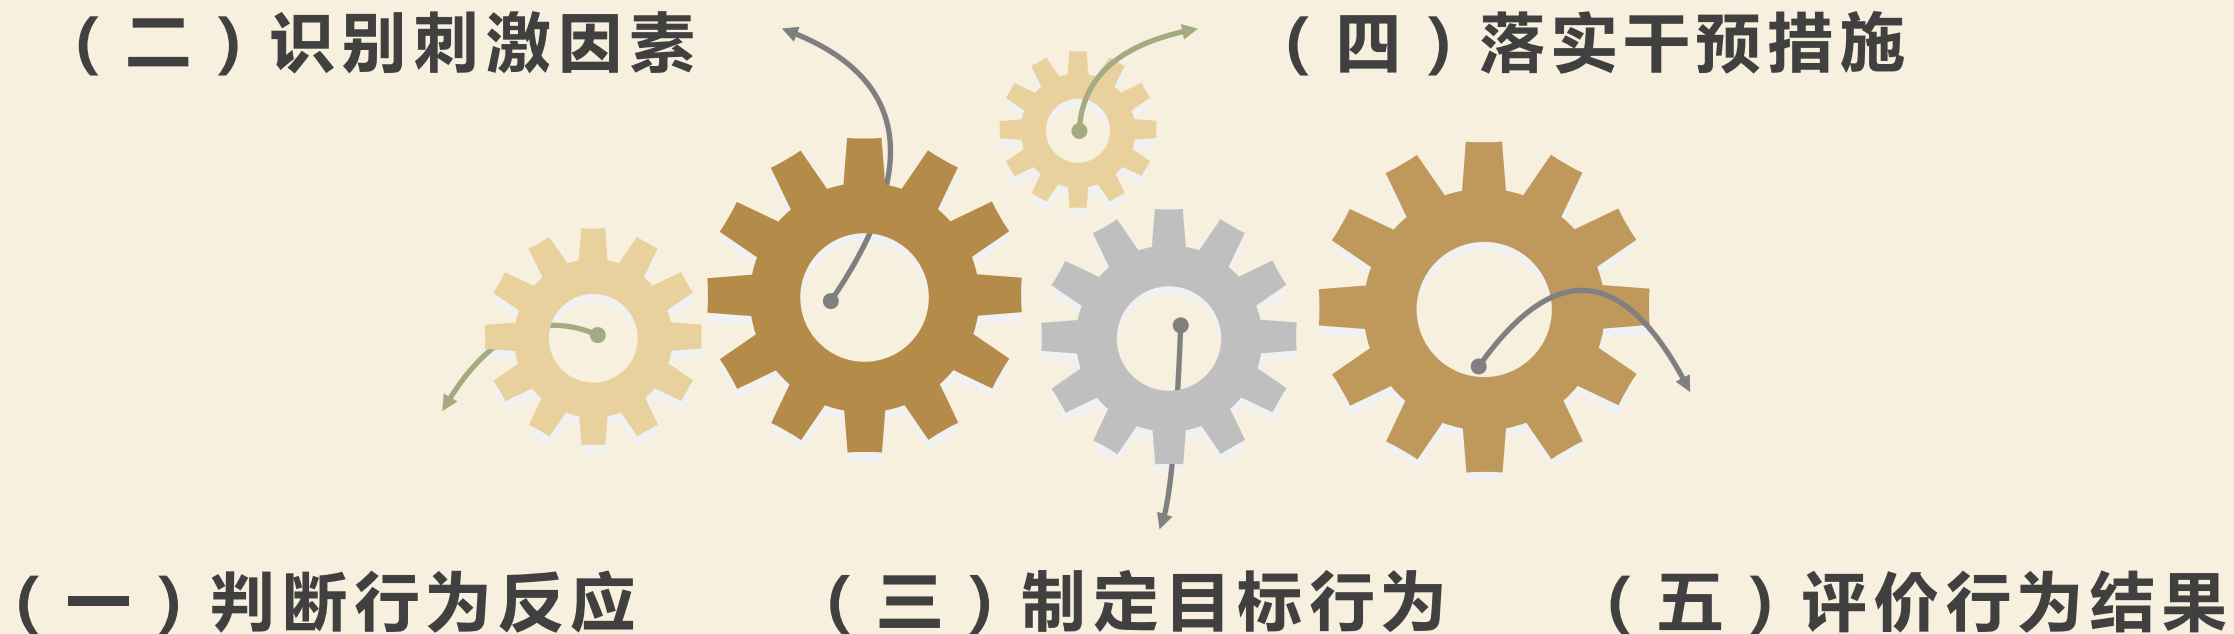 （二）识别刺激因素
（四）落实干预措施
（一）判断行为反应
（三）制定目标行为
（五）评价行为结果